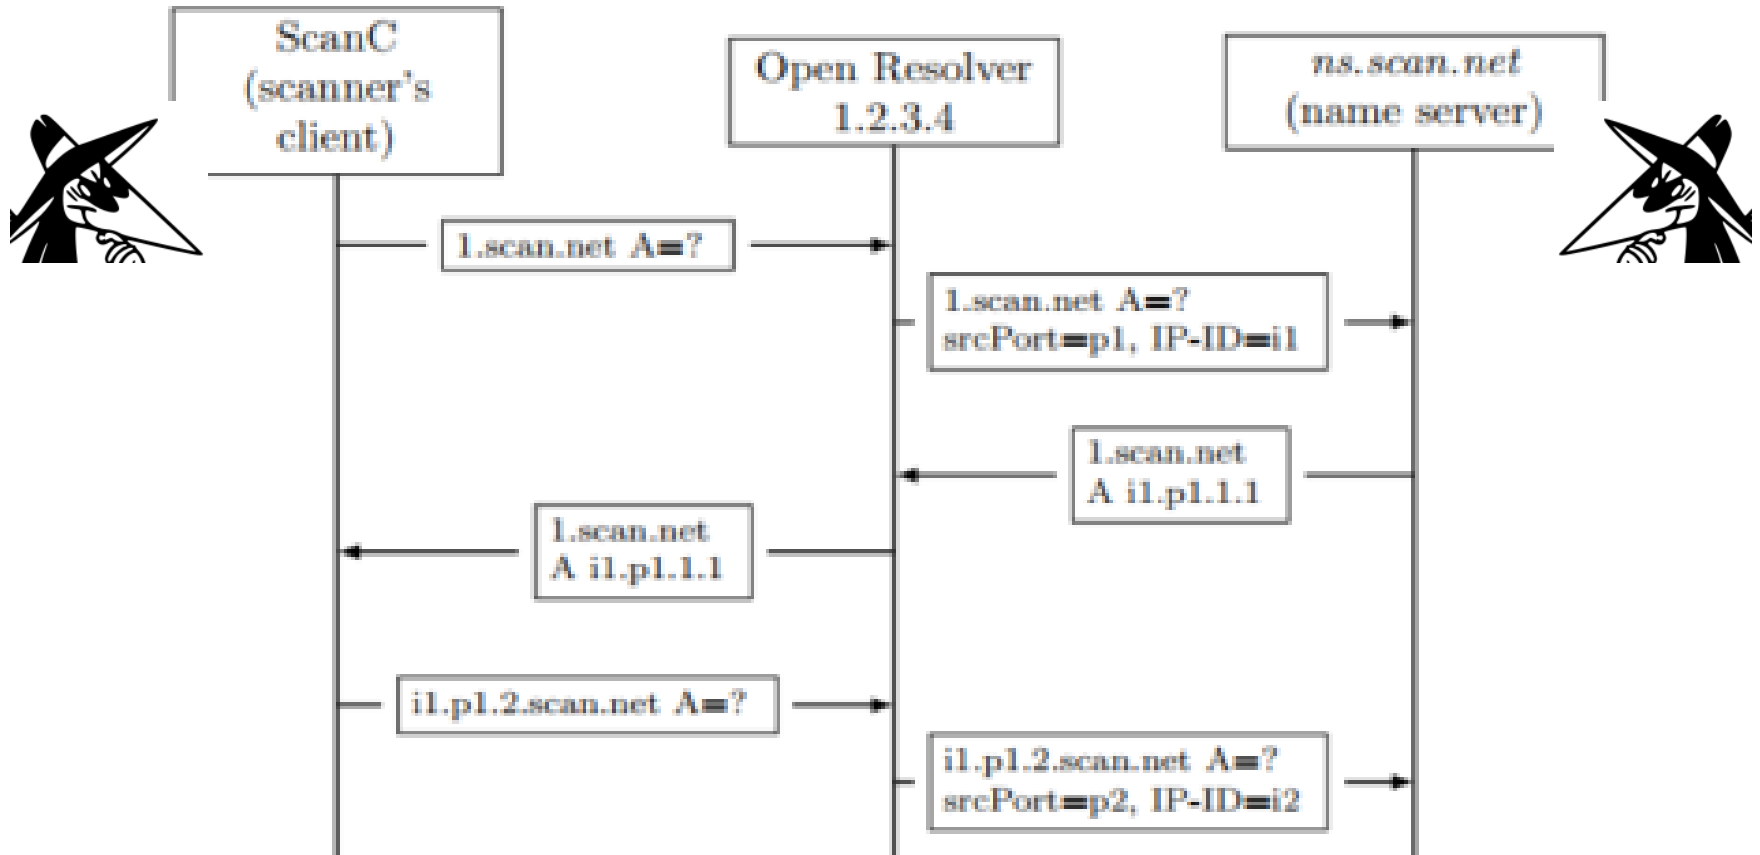 ScanC
(scanner's
client)
Open Resolver
1.2.3.4
ns.scan.net
(name server)
1.scan.net A=?
1.scan.net A=?
srcPort=p1, IP-ID=i1
1.scan.net
A i1.p1.1.1
1.scan.net
A i1.p1.1.1
i1.p1.2.scan.net A=?
i1.p1.2.scan.net A=?
srcPort=p2, IP-ID=i2